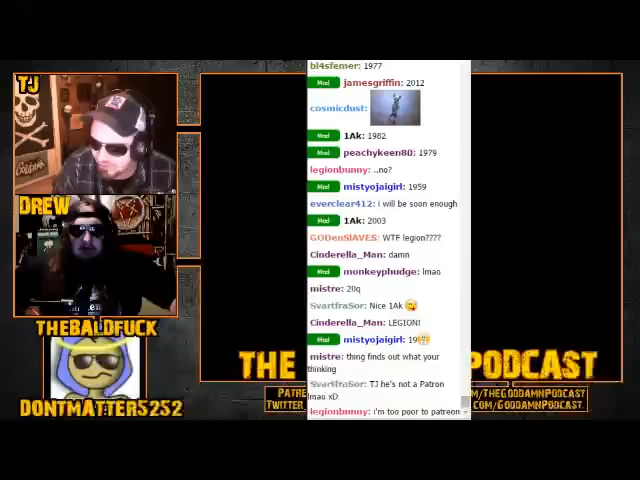 TJ
DREW
THEBALDFUCK
DONTMATTER5252
bl4sfemer: 1977
Mod jamesgriffin: 2012
cosmicdust:
Mod 1Ak: 1982
Mod peachykeen80: 1979
legionbunny: ..no?
Mod mistyojaigirl: 1959
everclear412: i will be soon enough
Mod 1Ak: 2003
GODenSlAVES: WTF legion????
Cinderella_Man: damn
Mod monkeyphudge: lmao
mistre: 20q
SvartfraSor: Nice 1Ak
Cinderella_Man: LEGION!
Mod mistyojaigirl: 19
mistre: thing finds out what your
thinking
SvartfraSor: TJ he's not a Patron
lmao xD
legionbunny: i'm too poor to patreon
THE PODCAST
PATRE M/THEGODDAMNPODCAST
TWITTER COM/GODDAMNPODCAST